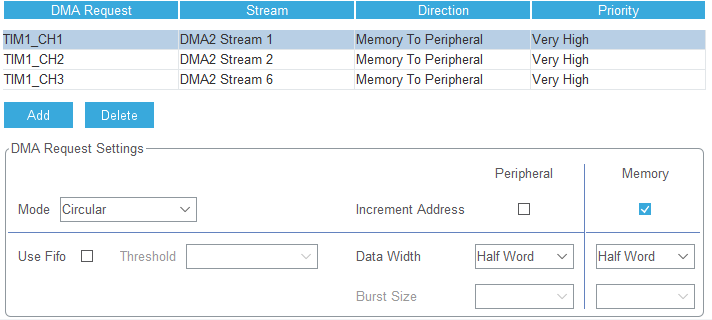 DMA Request Stream Direction Priority
TIM1_CH1 DMA2 Stream 1 Memory To Peripheral Very High
TIM1_CH2 DMA2 Stream 2 Memory To Peripheral Very High
TIM1_CH3 DMA2 Stream 6 Memory To Peripheral Very High
Add Delete
DMA Request Settings
Peripheral Memory
Mode Circular Increment Address
Use Fifo Threshold Data Width Half Word Half Word
Burst Size